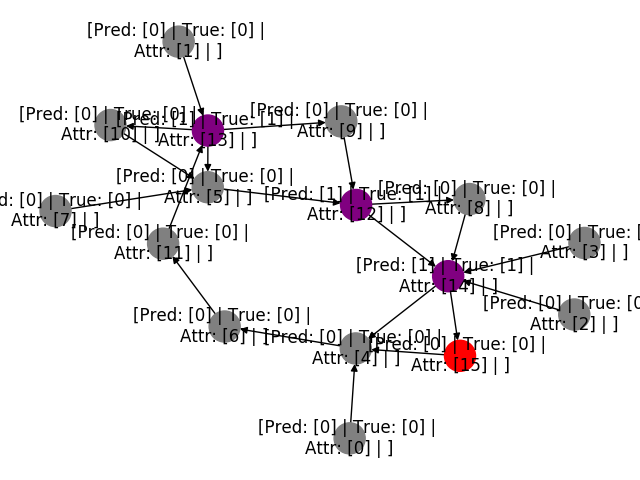 [Pred: [0] | True: [0] |
Attr: [1] | ]
[Pred: [0] | True: [0] |
Attr: [10] | ]
[Pred: [1] | True: [1] |
Attr: [13] | ]
[Pred: [0] | True: [0] |
Attr: [9] | ]
[Pred: [0] | True: [0] |
Attr: [5] | ]
d: [0] | True: [0] |
Attr: [7] | ]
[Pred: [1] | True: [1] |
Attr: [12] | ]
[Pred: [0] | True: [0] |
Attr: [8] | ]
[Pred: [0] | True: [0] |
Attr: [11] | ]
[Pred: [0] | True: [
Attr: [3] | ]
[Pred: [1] | True: [1] |
Attr: [14] | ]
[Pred: [0] | True: [0
Attr: [2] | ]
[Pred: [0] | True: [0] |
Attr: [6] | ]
[Pred: [0] | True: [0] |
Attr: [4] | ]
[Pred: [0] | True: [0] |
Attr: [15] | ]
[Pred: [0] | True: [0] |
Attr: [0] | ]